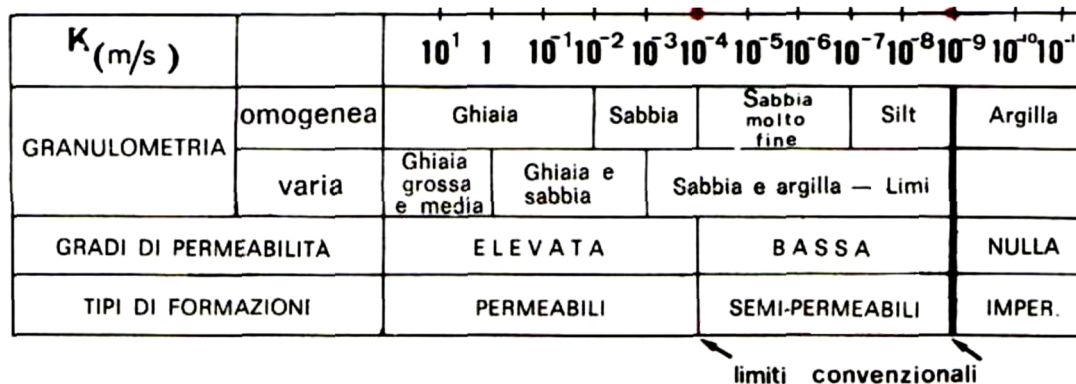 K(m/s)
10¹ 1 10⁻¹ 10⁻² 10⁻³ 10⁻⁴ 10⁻⁵ 10⁻⁶ 10⁻⁷ 10⁻⁸ 10⁻⁹ 10⁻¹⁰
GRANULOMETRIA
omogenea
Ghiaia
Sabbia
Sabbia
molto
fine
Silt
Argilla
varia
Ghiaia
grossa
e media
Ghiaia e
sabbia
Sabbia e argilla — Limi
GRADI DI PERMEABILITÀ
ELEVATA
BASSA
NULLA
TIPI DI FORMAZIONI
PERMEABILI
SEMI-PERMEABILI
IMPER.
limiti convenzionali